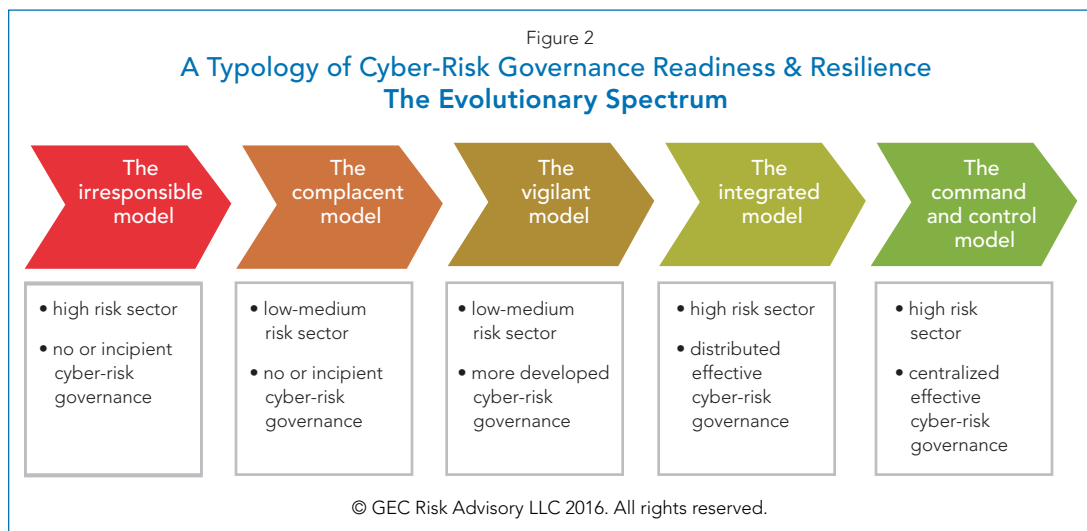 Figure 2
A Typology of Cyber-Risk Governance Readiness & Resilience
The Evolutionary Spectrum
The
irresponsible
model
The
complacent
model
The
vigilant
model
The
integrated
model
The
command
and control
model
• high risk sector
• no or incipient
cyber-risk
governance
• low-medium
risk sector
• no or incipient
cyber-risk
governance
• low-medium
risk sector
• more developed
cyber-risk
governance
• high risk sector
• distributed
effective
cyber-risk
governance
• high risk
sector
• centralized
effective
cyber-risk
governance
© GEC Risk Advisory LLC 2016. All rights reserved.